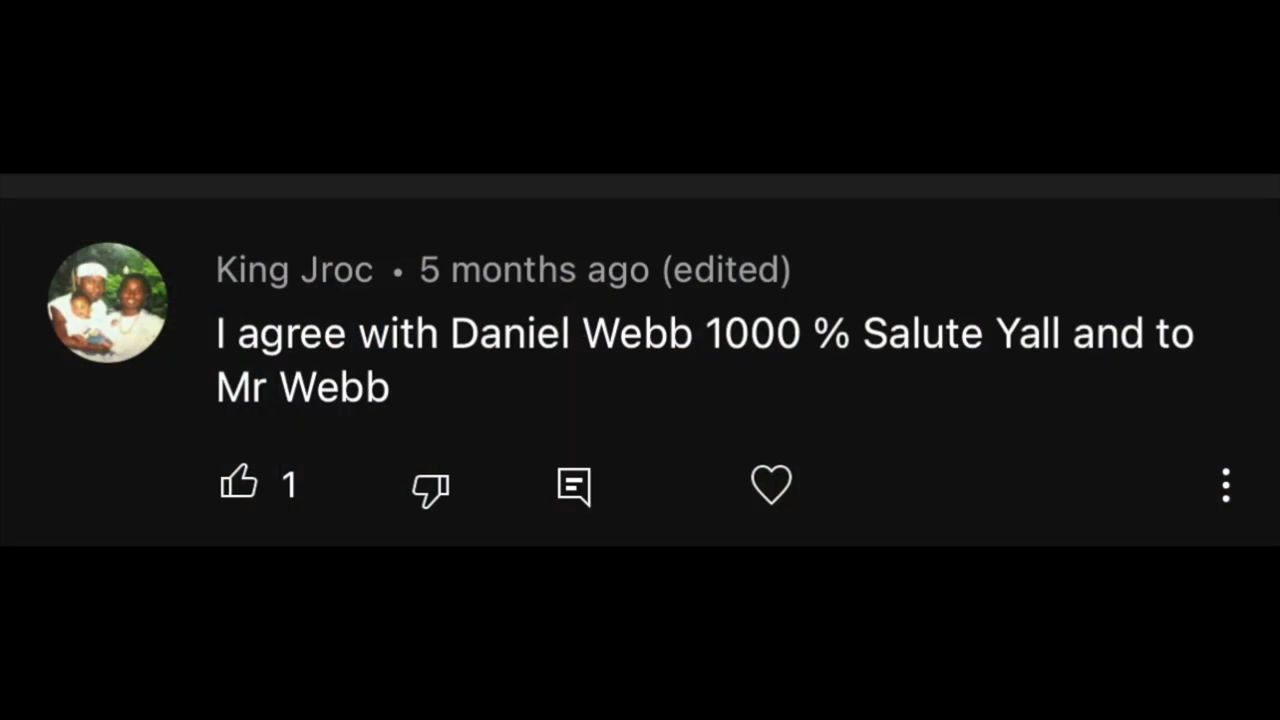 King Jroc • 5 months ago (edited)
I agree with Daniel Webb 1000 % Salute Yall and to
Mr Webb
1